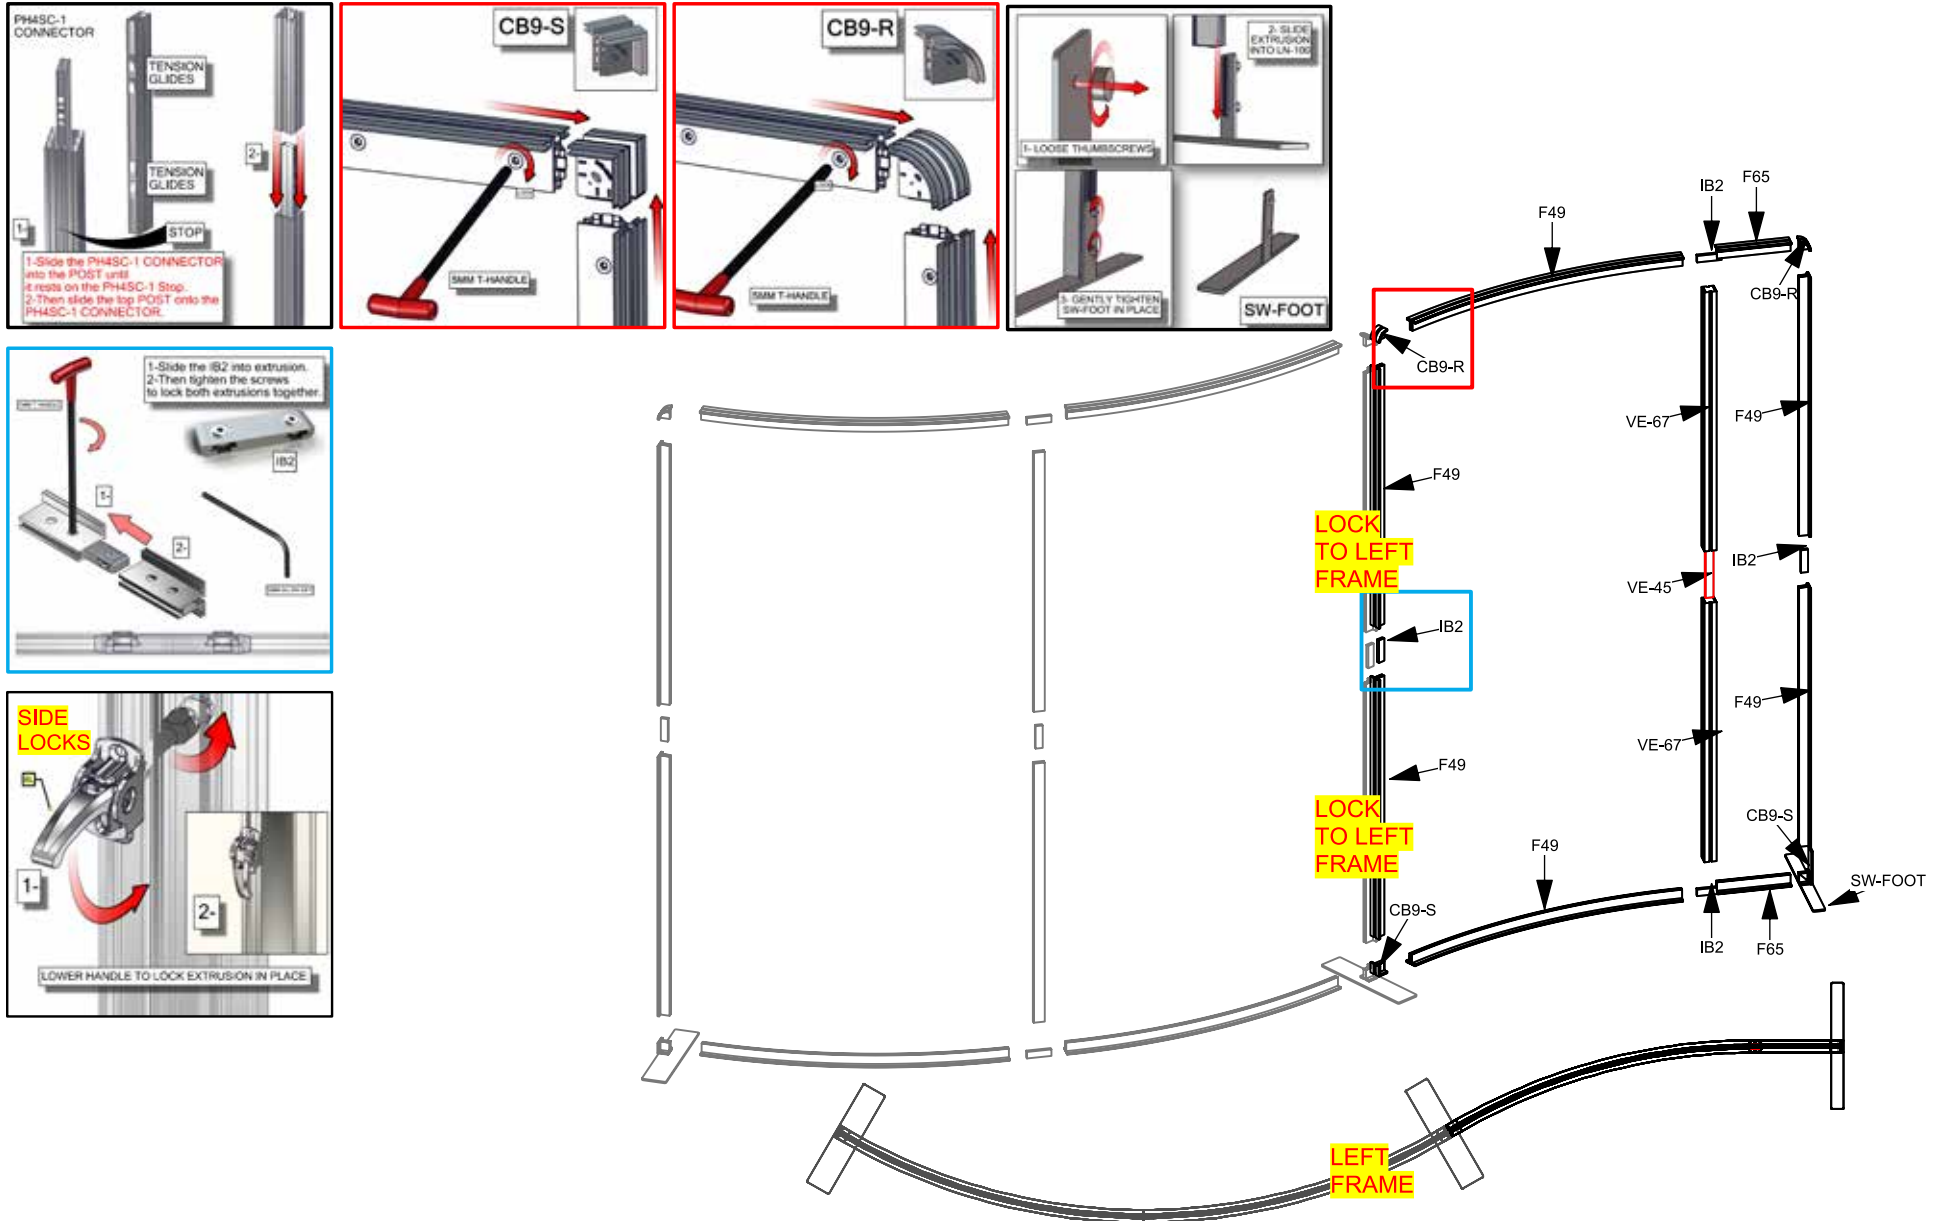 PH4SC-1
CONNECTOR
TENSION
GLIDES
TENSION
GLIDES
2-
1-
STOP
1-Slide the PH4SC-1 CONNECTOR
into the POST until
it rests on the PH4SC-1 Stop.
2-Then slide the top POST onto the
PH4SC-1 CONNECTOR.
CB9-S
5MM T-HANDLE
CB9-R
5MM T-HANDLE
1- LOOSE THUMBSCREWS
2- SLIDE
EXTRUSION
INTO LN-100
3- GENTLY TIGHTEN
SW-FOOT IN PLACE
SW-FOOT
1-Slide the IB2 into extrusion.
2-Then tighten the screws
to lock both extrusions together.
IB2
1-
2-
SIDE
LOCKS
1-
2-
LOWER HANDLE TO LOCK EXTRUSION IN PLACE
F49
IB2
F65
CB9-R
CB9-R
VE-67
F49
F49
LOCK
TO LEFT
FRAME
IB2
VE-45
IB2
F49
VE-67
F49
LOCK
TO LEFT
FRAME
CB9-S
F49
SW-FOOT
CB9-S
IB2
F65
LEFT
FRAME